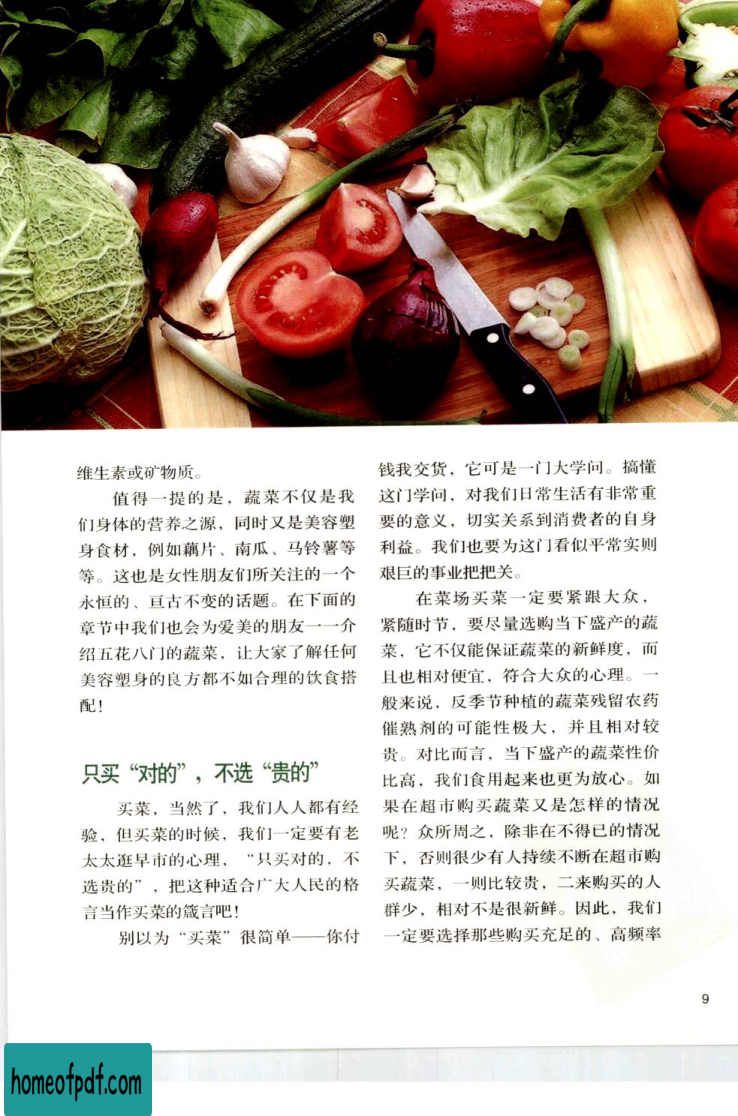 维生素或矿物质。
值得一提的是，蔬菜不仅是我
们身体的营养之源，同时又是美容塑
身食材，例如藕片、南瓜、马铃薯等
等。这也是女性朋友们所关注的一个
永恒的、亘古不变的话题。在下面的
章节中我们也会为爱美的朋友一一介
绍五花八门的蔬菜，让大家了解任何
美容塑身的良方都不如合理的饮食搭
配！
只买“对的”，不选“贵的”
买菜，当然了，我们人人都有经
验，但买菜的时候，我们一定要有老
太太逛早市的心理，“只买对的，不
选贵的”，把这种适合广大人民的格
言当作买菜的箴言吧！
别以为“买菜”很简单——你付
钱我交货，它可是一门大学问。搞懂
这门学问，对我们日常生活有非常重
要的意义，切实关系到消费者的自身
利益。我们也要为这门看似平常实则
艰巨的事业把把关。
在菜场买菜一定要紧跟大众，
紧随时节，要尽量选购当下盛产的蔬
菜，它不仅能保证蔬菜的新鲜度，而
且也相对便宜，符合大众的心理。一
般来说，反季节种植的蔬菜残留农药
催熟剂的可能性极大，并且相对较
贵。对比而言，当下盛产的蔬菜性价
比高，我们食用起来也更为放心。如
果在超市购买蔬菜又是怎样的情况
呢？众所周之，除非在不得已的情况
下，否则很少有人持续不断在超市购
买蔬菜，一则比较贵，二来购买的人
群少，相对不是很新鲜。因此，我们
一定要选择那些购买充足的、高频率
9
homeofpdf.com